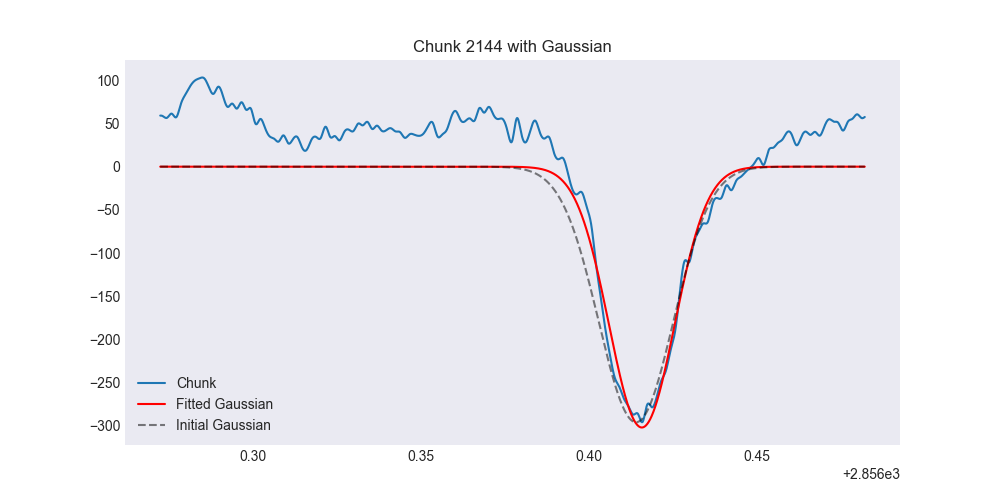 Chunk 2144 with Gaussian
100
50
0
−50
−100
−150
−200
−250
−300
Chunk
Fitted Gaussian
Initial Gaussian
0.30 0.35 0.40 0.45
+2.856e3